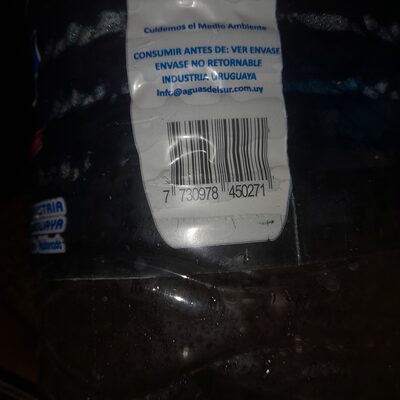 Cuidemos el Medio Ambiente
CONSUMIR ANTES DE: VER ENVASE
ENVASE NO RETORNABLE
INDUSTRIA URUGUAYA
Info@aguasdelsur.com.uy
7 730978 450271